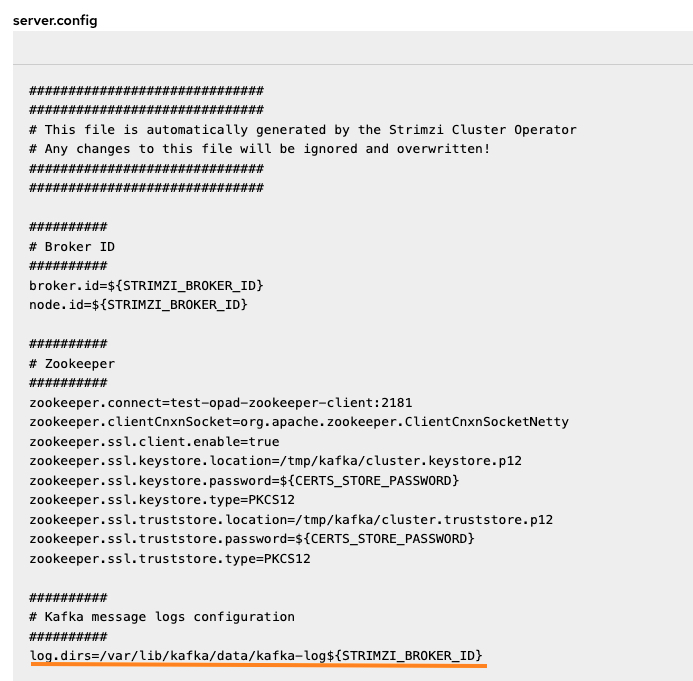 server.config
##############################
##############################
# This file is automatically generated by the Strimzi Cluster Operator
# Any changes to this file will be ignored and overwritten!
##############################
##############################
##########
# Broker ID
##########
broker.id=${STRIMZI_BROKER_ID}
node.id=${STRIMZI_BROKER_ID}
##########
# Zookeeper
##########
zookeeper.connect=test-opad-zookeeper-client:2181
zookeeper.clientCnxnSocket=org.apache.zookeeper.ClientCnxnSocketNetty
zookeeper.ssl.client.enable=true
zookeeper.ssl.keystore.location=/tmp/kafka/cluster.keystore.p12
zookeeper.ssl.keystore.password=${CERTS_STORE_PASSWORD}
zookeeper.ssl.keystore.type=PKCS12
zookeeper.ssl.truststore.location=/tmp/kafka/cluster.truststore.p12
zookeeper.ssl.truststore.password=${CERTS_STORE_PASSWORD}
zookeeper.ssl.truststore.type=PKCS12
##########
# Kafka message logs configuration
##########
log.dirs=/var/lib/kafka/data/kafka-log${STRIMZI_BROKER_ID}